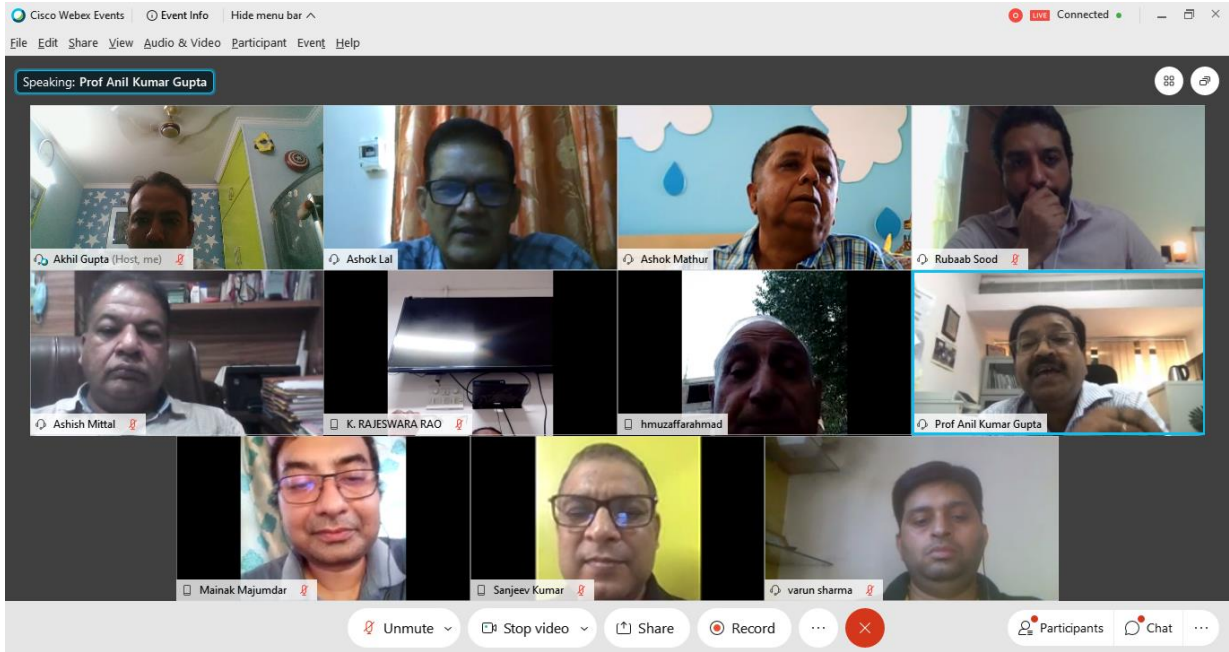 Cisco Webex Events Event Info Hide menu bar LIVE Connected
File Edit Share View Audio & Video Participant Event Help
Speaking: Prof Anil Kumar Gupta
Akhil Gupta (Host, me) Ashok Lal Ashok Mathur Rubaab Sood
Ashish Mittal K. RAJESWARA RAO hmuzaffarahmad Prof Anil Kumar Gupta
Mainak Majumdar Sanjeev Kumar varun sharma
Unmute Stop video Share Record ... Participants Chat ...